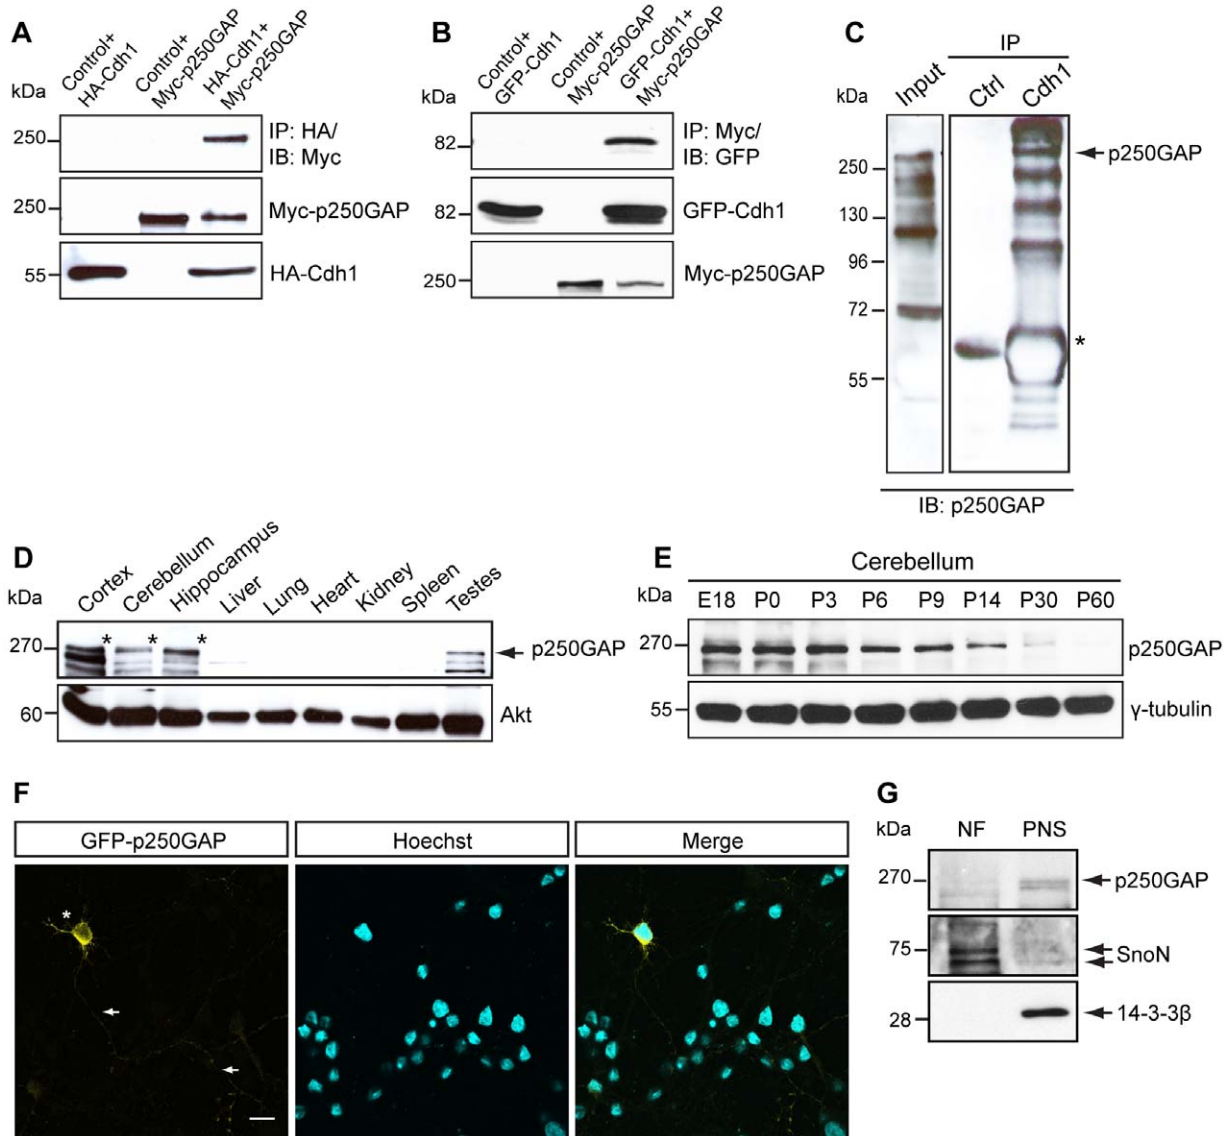 A
kDa
Control+
HA-Cdh1
Control+
Myc-p250GAP
HA-Cdh1+
Myc-p250GAP
250
IP: HA/
IB: Myc
250
Myc-p250GAP
55
HA-Cdh1
B
kDa
Control+
GFP-Cdh1
Control+
Myc-p250GAP
GFP-Cdh1+
Myc-p250GAP
82
IP: Myc/
IB: GFP
82
GFP-Cdh1
250
Myc-p250GAP
C
IP
kDa
Input
Ctrl
Cdh1
p250GAP
250
130
96
72
*
55
IB: p250GAP
D
kDa
Cortex
Cerebellum
Hippocampus
Liver
Lung
Heart
Kidney
Spleen
Testes
* * *
270
p250GAP
60
Akt
E
Cerebellum
kDa
E18 P0 P3 P6 P9 P14 P30 P60
270
p250GAP
55
γ-tubulin
F
GFP-p250GAP
Hoechst
Merge
*
G
kDa
NF PNS
270
p250GAP
75
SnoN
28
14-3-3β